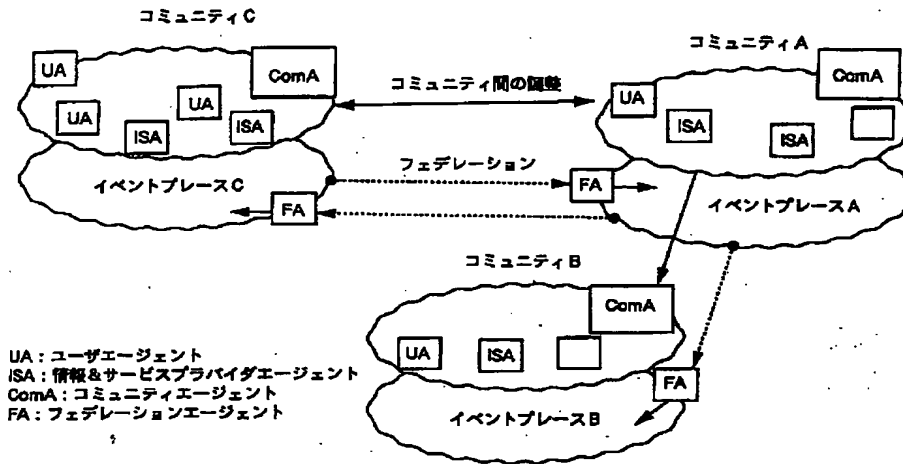 コミュニティC
UA
ComA
UA
UA
ISA
ISA
イベントプレースC
FA
コミュニティ間の調整
フェデレーション
コミュニティA
ComA
UA
ISA
ISA
FA
イベントプレースA
コミュニティB
ComA
UA
ISA
FA
イベントプレースB
UA：ユーザエージェント
ISA：情報&サービスプラバイダエージェント
ComA：コミュニティエージェント
FA：フェデレーションエージェント